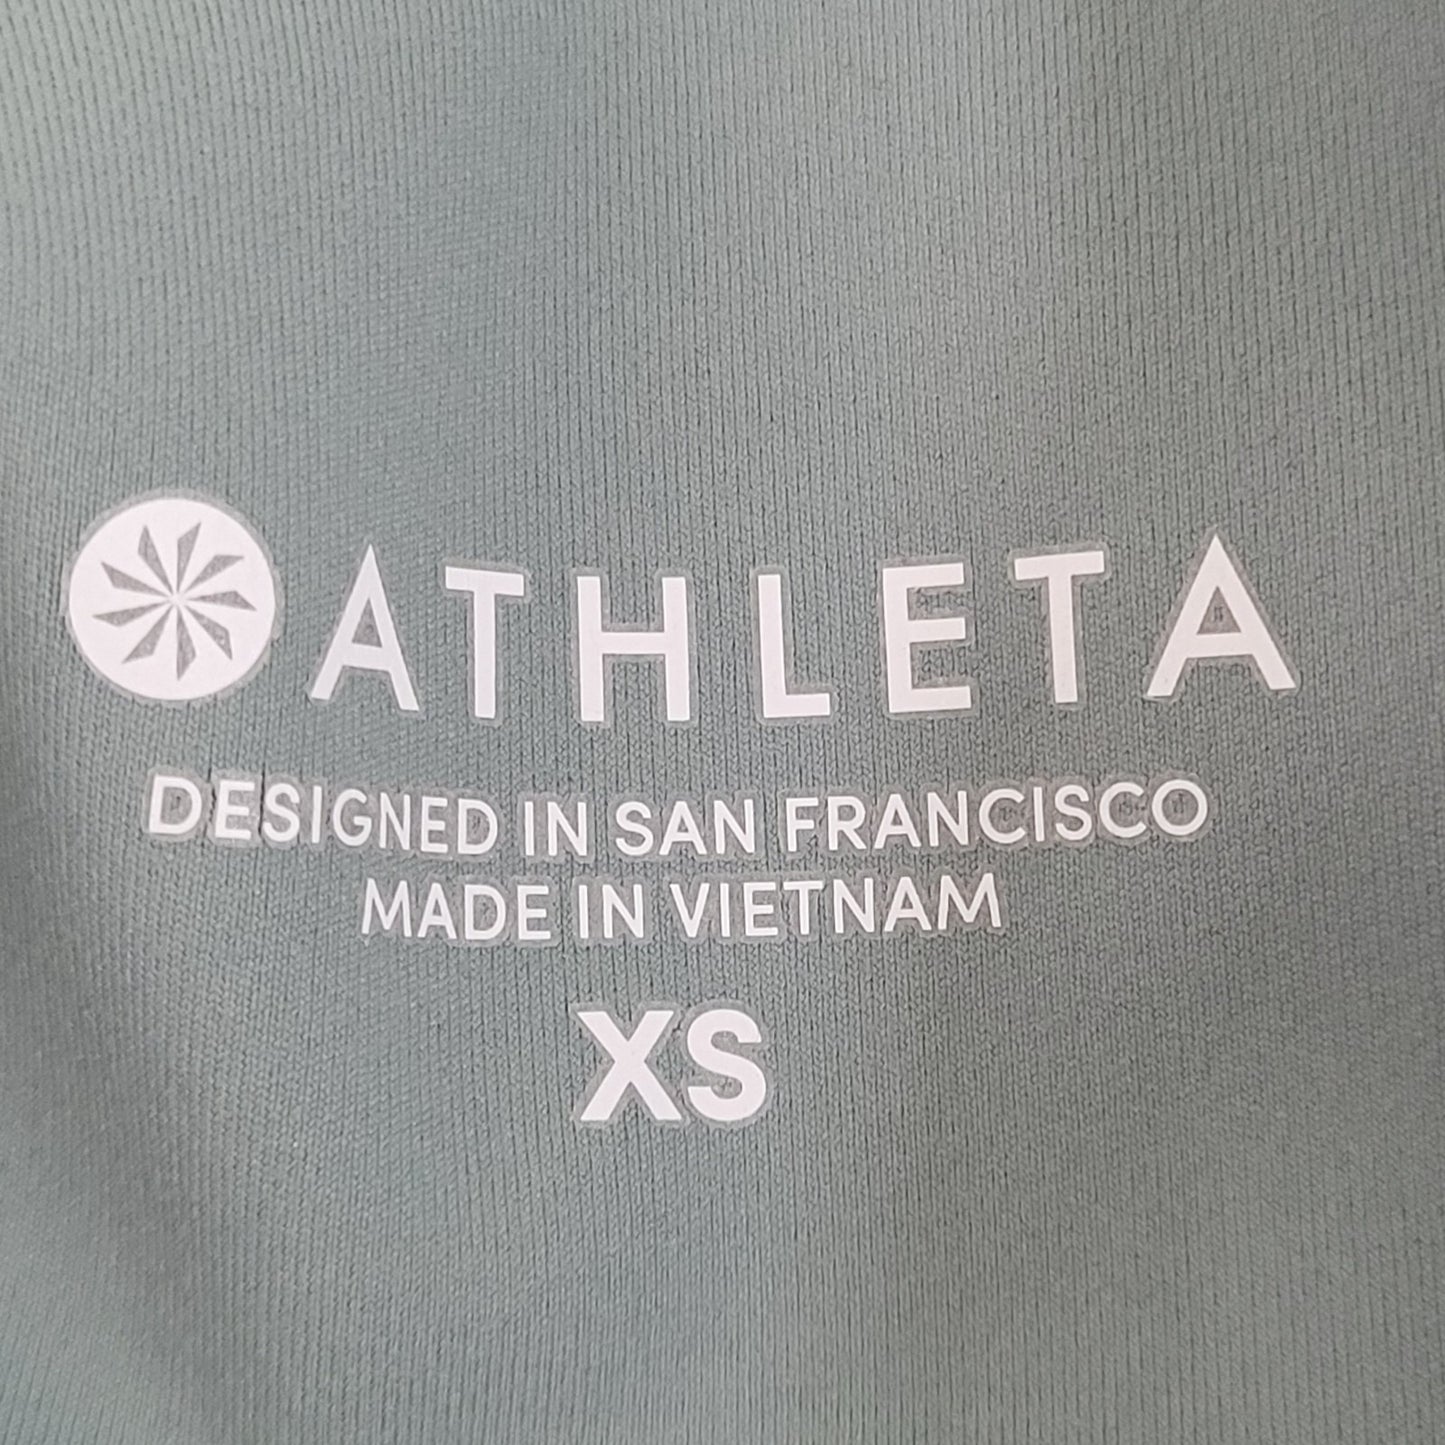 ATHLETA
DESIGNED IN SAN FRANCISCO
MADE IN VIETNAM
XS